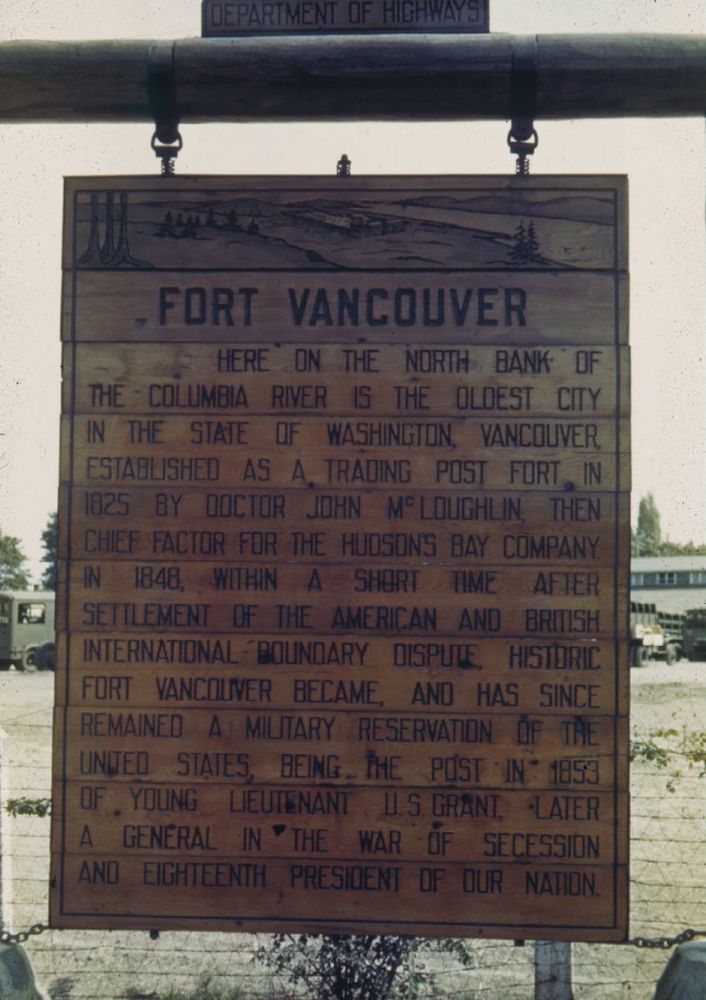 DEPARTMENT OF HIGHWAYS
FORT VANCOUVER
HERE ON THE NORTH BANK OF
THE COLUMBIA RIVER IS THE OLDEST CITY
IN THE STATE OF WASHINGTON, VANCOUVER,
ESTABLISHED AS A TRADING POST FORT IN
1825 BY DOCTOR JOHN McLOUGHLIN, THEN
CHIEF FACTOR FOR THE HUDSON'S BAY COMPANY.
IN 1848, WITHIN A SHORT TIME AFTER
SETTLEMENT OF THE AMERICAN AND BRITISH
INTERNATIONAL BOUNDARY DISPUTE, HISTORIC
FORT VANCOUVER BECAME, AND HAS SINCE
REMAINED A MILITARY RESERVATION OF THE
UNITED STATES, BEING THE POST IN 1853
OF YOUNG LIEUTENANT U.S. GRANT, LATER
A GENERAL IN THE WAR OF SECESSION
AND EIGHTEENTH PRESIDENT OF OUR NATION.